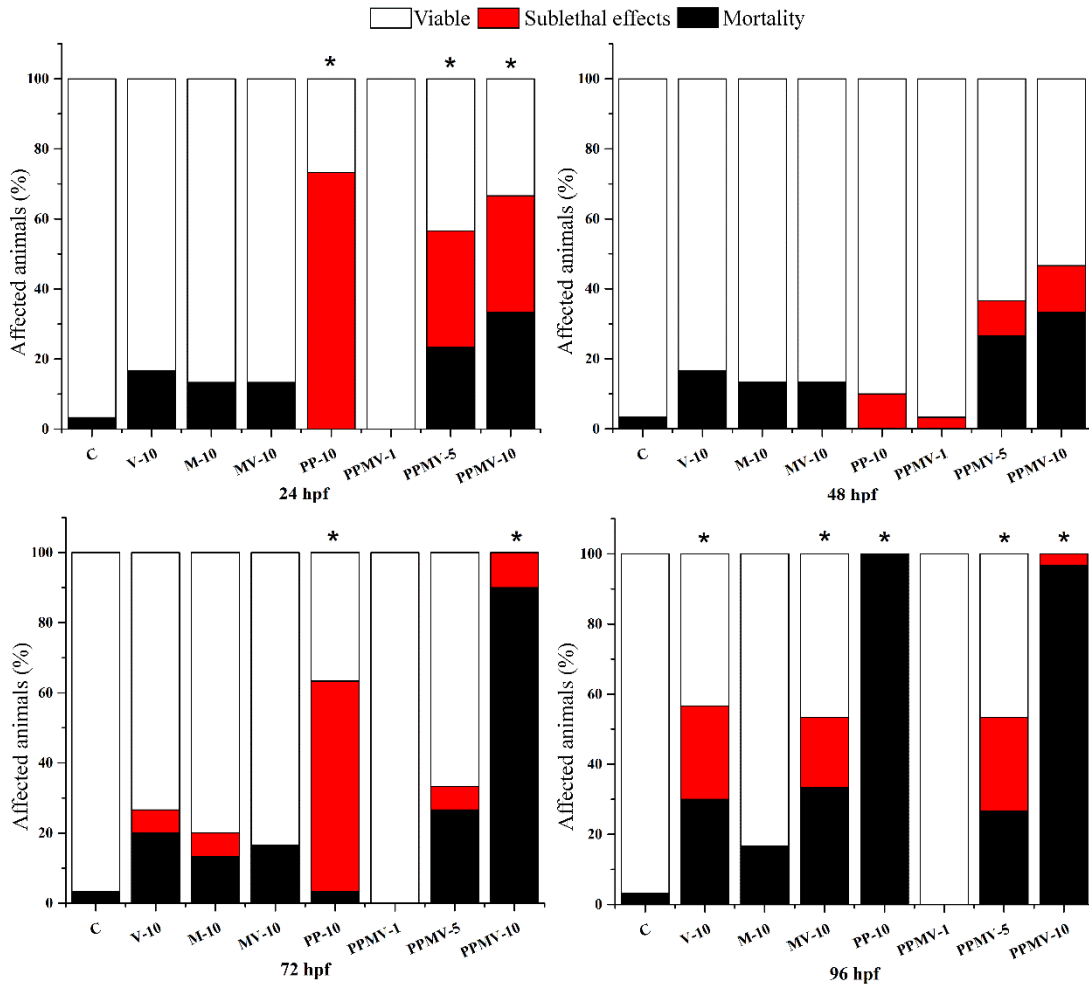 Viable Sublethal effects Mortality
* * *
100
80
60
40
20
0
Affected animals (%)
C V-10 M-10 MV-10 PP-10 PPMV-1 PPMV-5 PPMV-10
24 hpf
100
80
60
40
20
0
Affected animals (%)
C V-10 M-10 MV-10 PP-10 PPMV-1 PPMV-5 PPMV-10
48 hpf
* *
100
80
60
40
20
0
Affected animals (%)
C V-10 M-10 MV-10 PP-10 PPMV-1 PPMV-5 PPMV-10
72 hpf
* * * * *
100
80
60
40
20
0
Affected animals (%)
C V-10 M-10 MV-10 PP-10 PPMV-1 PPMV-5 PPMV-10
96 hpf